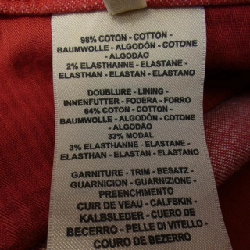 98% COTON - COTTON -
BAUMWOLLE - ALGODÓN - COTONE -
ALGODÃO
2% ELASTHANNE - ELASTANE -
ELASTHAN - ELASTAN - ELASTANO
DOUBLURE - LINING -
INNENFUTTER - FODERA - FORRO
64% COTON - COTTON -
BAUMWOLLE - ALGODÓN - COTONE -
ALGODÃO
33% MODAL
3% ELASTHANNE - ELASTANE -
ELASTHAN - ELASTAN - ELASTANO
GARNITURE - TRIM - BESATZ -
GUARNICION - GUARNIZIONE -
PREENCHIMENTO
CUIR DE VEAU - CALFSKIN -
KALBSLEDER - CUERO DE
BECERRO - PELLE DI VITELLO -
COURO DE BEZERRO